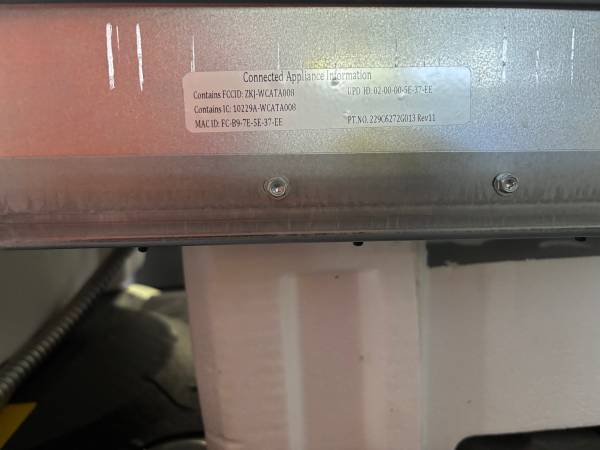 Connected Appliance Information
Contains FCCID: ZKJ-WCATA008 UPD ID: 02-00-00-5E-37-EE
Contains IC: 10229A-WCATA008
MAC ID: FC-B9-7E-5E-37-EE PT.NO. 229C6272G013 Rev11